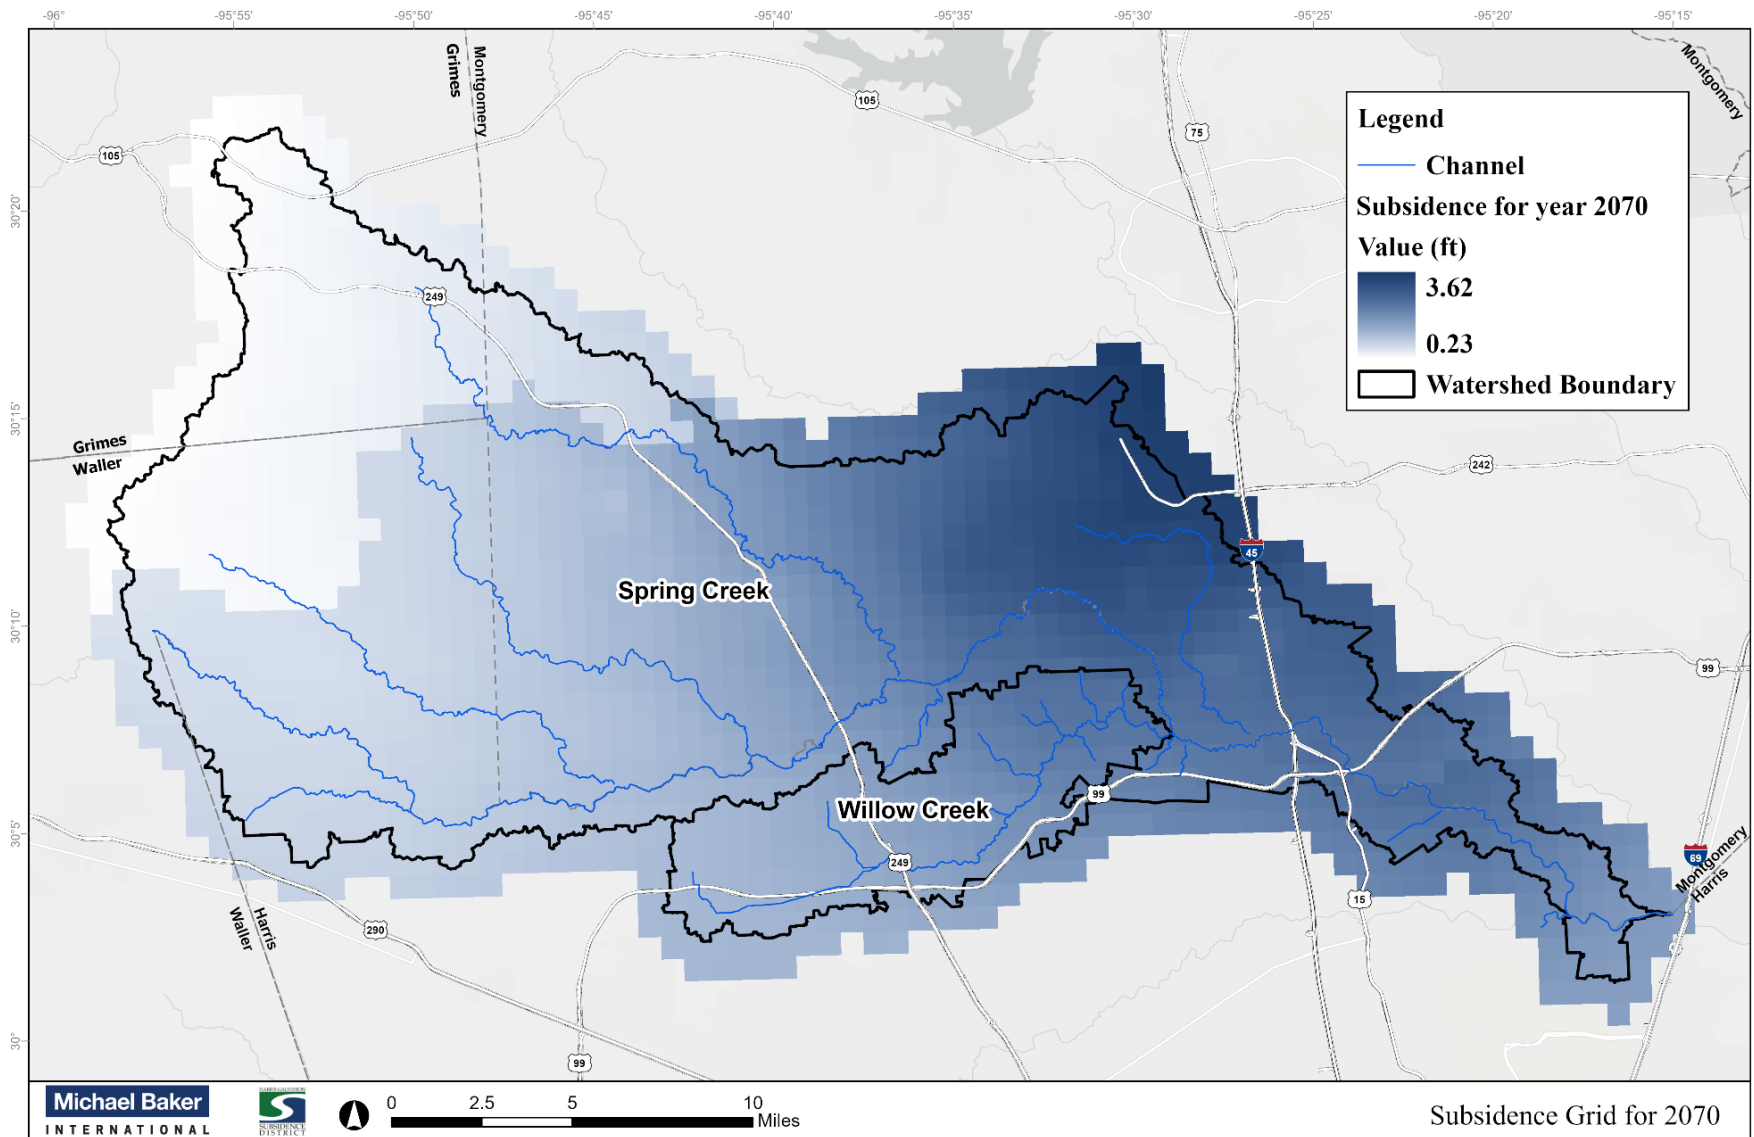 -96°
-95°55'
-95°50'
-95°45'
-95°40'
-95°35'
-95°30'
-95°25'
-95°20'
-95°15'
30°20'
30°15'
30°10'
30°5'
30°
Grimes
Montgomery
Montgomery
105
105
75
249
Grimes
Waller
242
45
Spring Creek
99
Willow Creek
99
249
69
Montgomery
Harris
15
Waller
Harris
290
99
Legend
Channel
Subsidence for year 2070
Value (ft)
3.62
0.23
Watershed Boundary
Michael Baker
INTERNATIONAL
HARRIS-GALVESTON
SUBSIDENCE
DISTRICT
0
2.5
5
10
Miles
Subsidence Grid for 2070